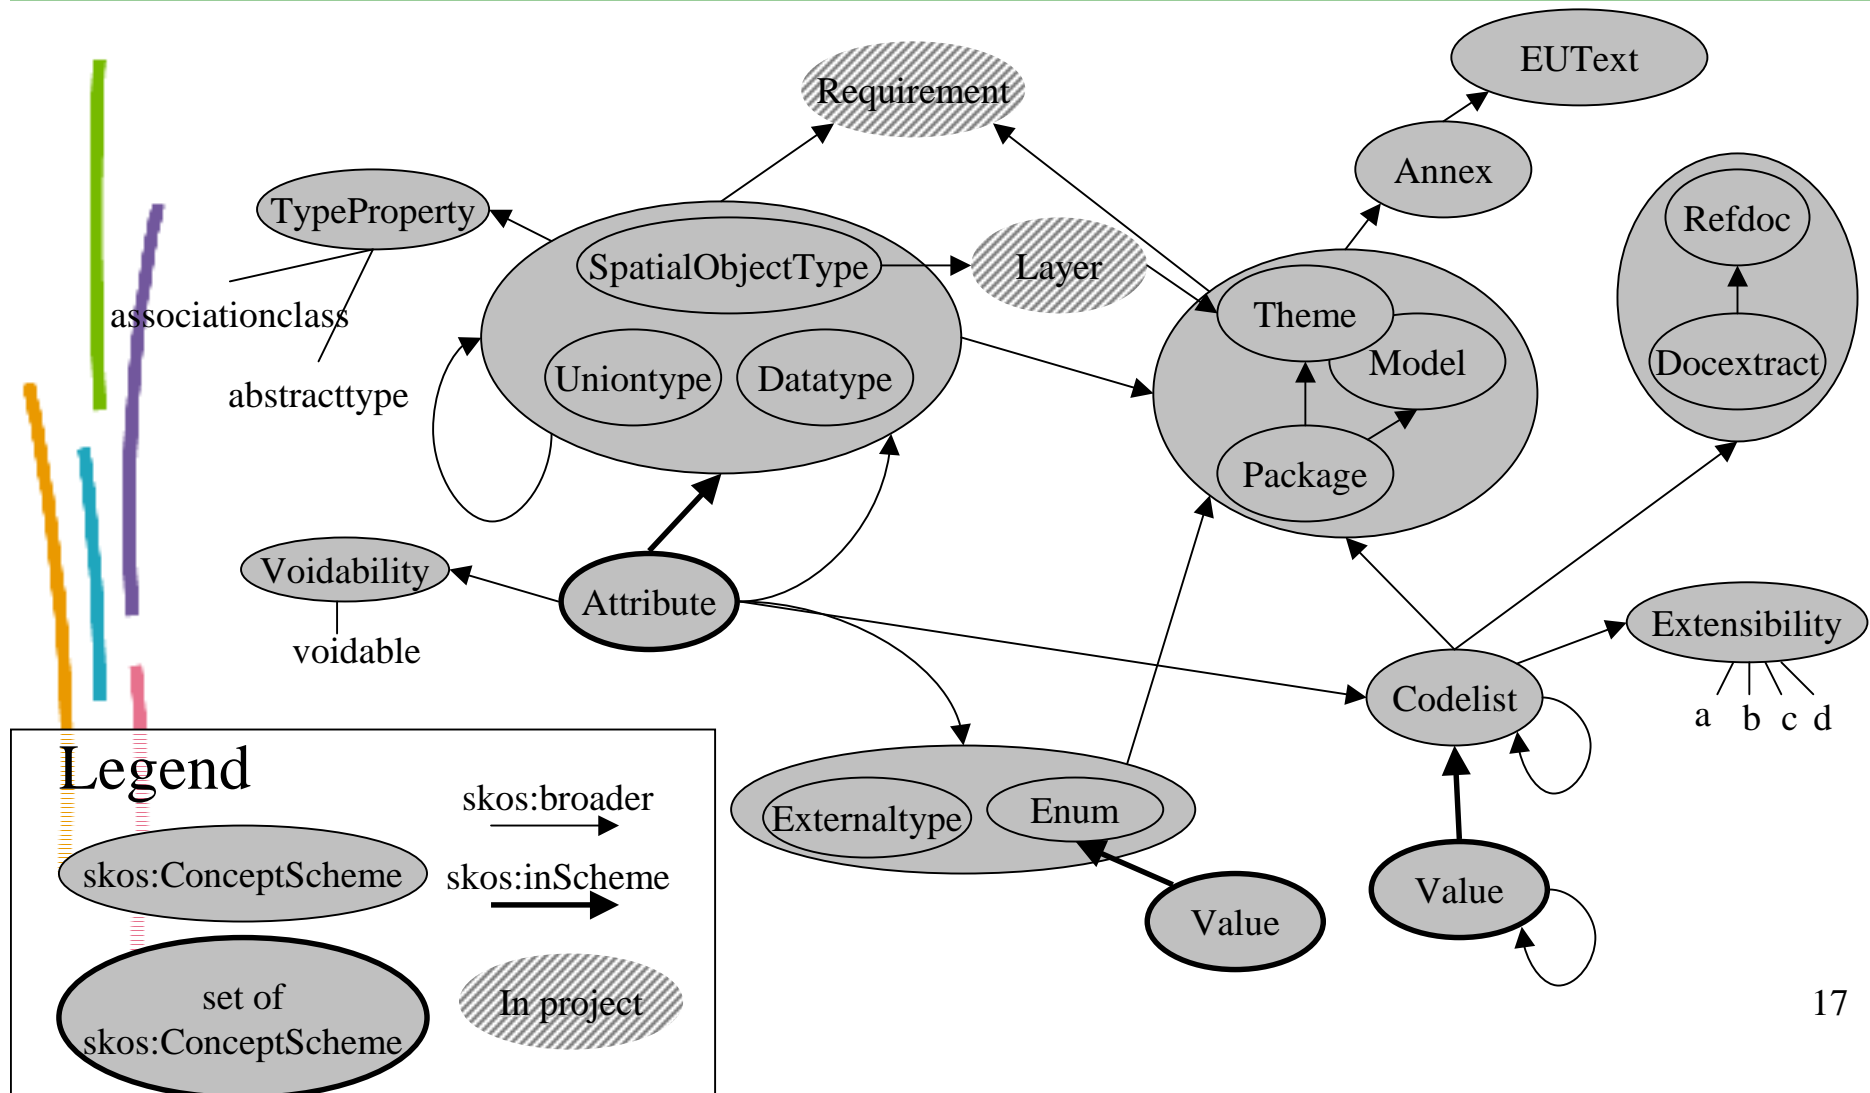 EUText
Requirement
Annex
TypeProperty
Refdoc
SpatialObjectType
Layer
associationclass
Theme
Uniontype
Datatype
Model
Docextract
abstracttype
Package
Voidability
Attribute
voidable
Extensibility
Codelist
a b c d
Legend
skos:broader
Externaltype
Enum
skos:ConceptScheme
skos:inScheme
Value
Value
set of
skos:ConceptScheme
In project
17